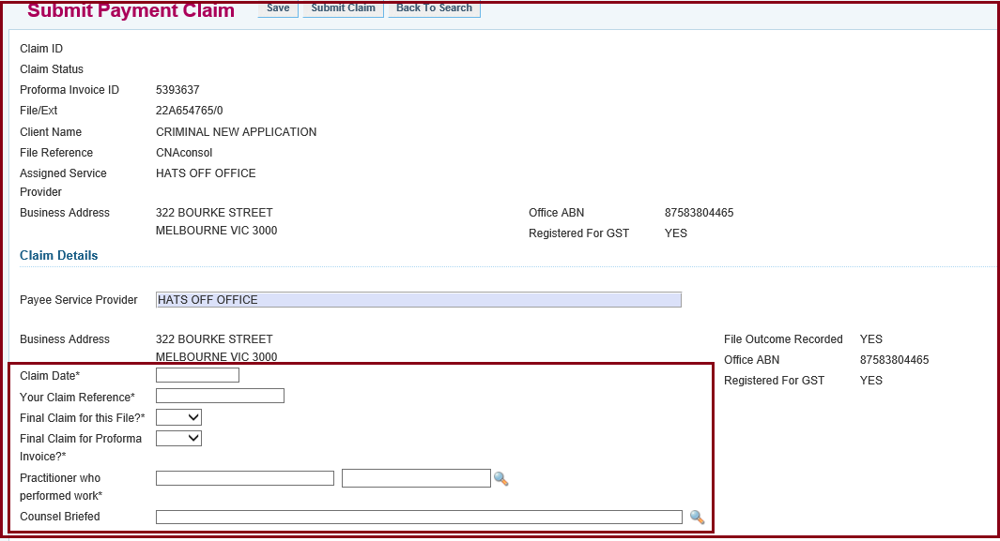 Submit Payment Claim Save Submit Claim Back To Search
Claim ID
Claim Status
Proforma Invoice ID 5393637
File/Ext 22A654765/0
Client Name CRIMINAL NEW APPLICATION
File Reference CNAconsol
Assigned Service HATS OFF OFFICE
Provider
Business Address 322 BOURKE STREET Office ABN 87583804465
MELBOURNE VIC 3000
Registered For GST YES
Claim Details
Payee Service Provider HATS OFF OFFICE
Business Address 322 BOURKE STREET File Outcome Recorded YES
MELBOURNE VIC 3000 Office ABN 87583804465
Claim Date* Registered For GST YES
Your Claim Reference*
Final Claim for this File?*
Final Claim for Proforma
Invoice?*
Practitioner who
performed work*
Counsel Briefed